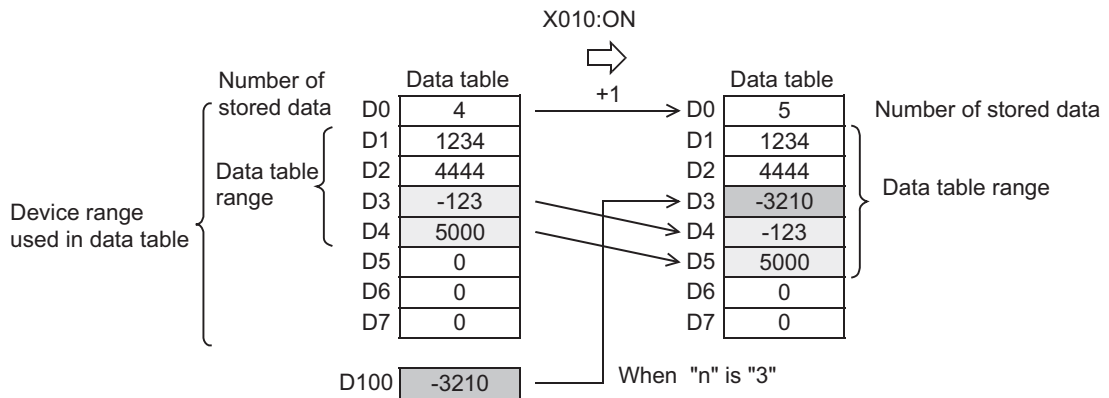 X010:ON
Number of
stored data
Data table
+1
Data table
Number of stored data
D0 4 D0 5
D1 1234 D1 1234
Data table
range
D2 4444 D2 4444
Data table range
D3 -123 D3 -3210
Device range
used in data table
D4 5000 D4 -123
D5 0 D5 5000
D6 0 D6 0
D7 0 D7 0
D100 -3210
When "n" is "3"